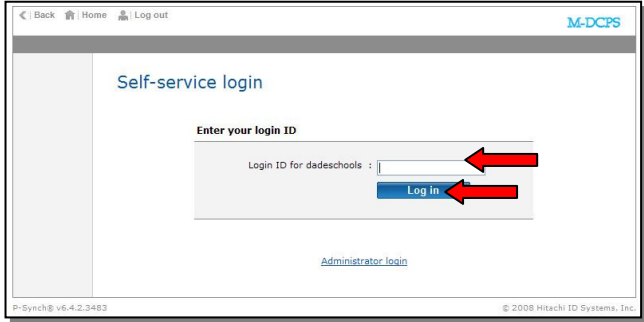 Back Home Log out
M-DCPS
Self-service login
Enter your login ID
Login ID for dadeschools :
Log in
Administrator login
P-Synch® v6.4.2.3483 © 2008 Hitachi ID Systems, Inc.